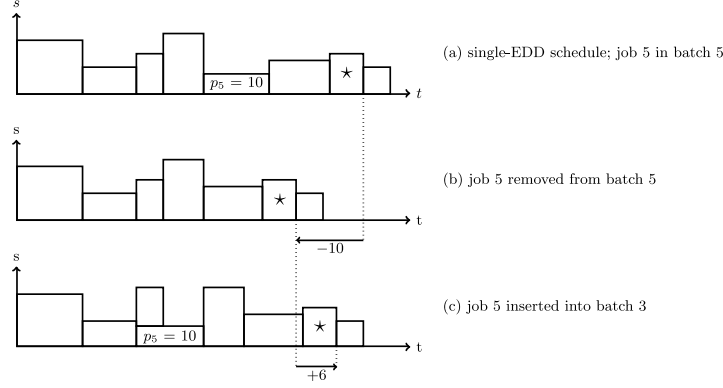 s
(a) single-EDD schedule; job 5 in batch 5
⋆
p₅ = 10
t
s
(b) job 5 removed from batch 5
⋆
t
−10
s
(c) job 5 inserted into batch 3
p₅ = 10
⋆
t
+6